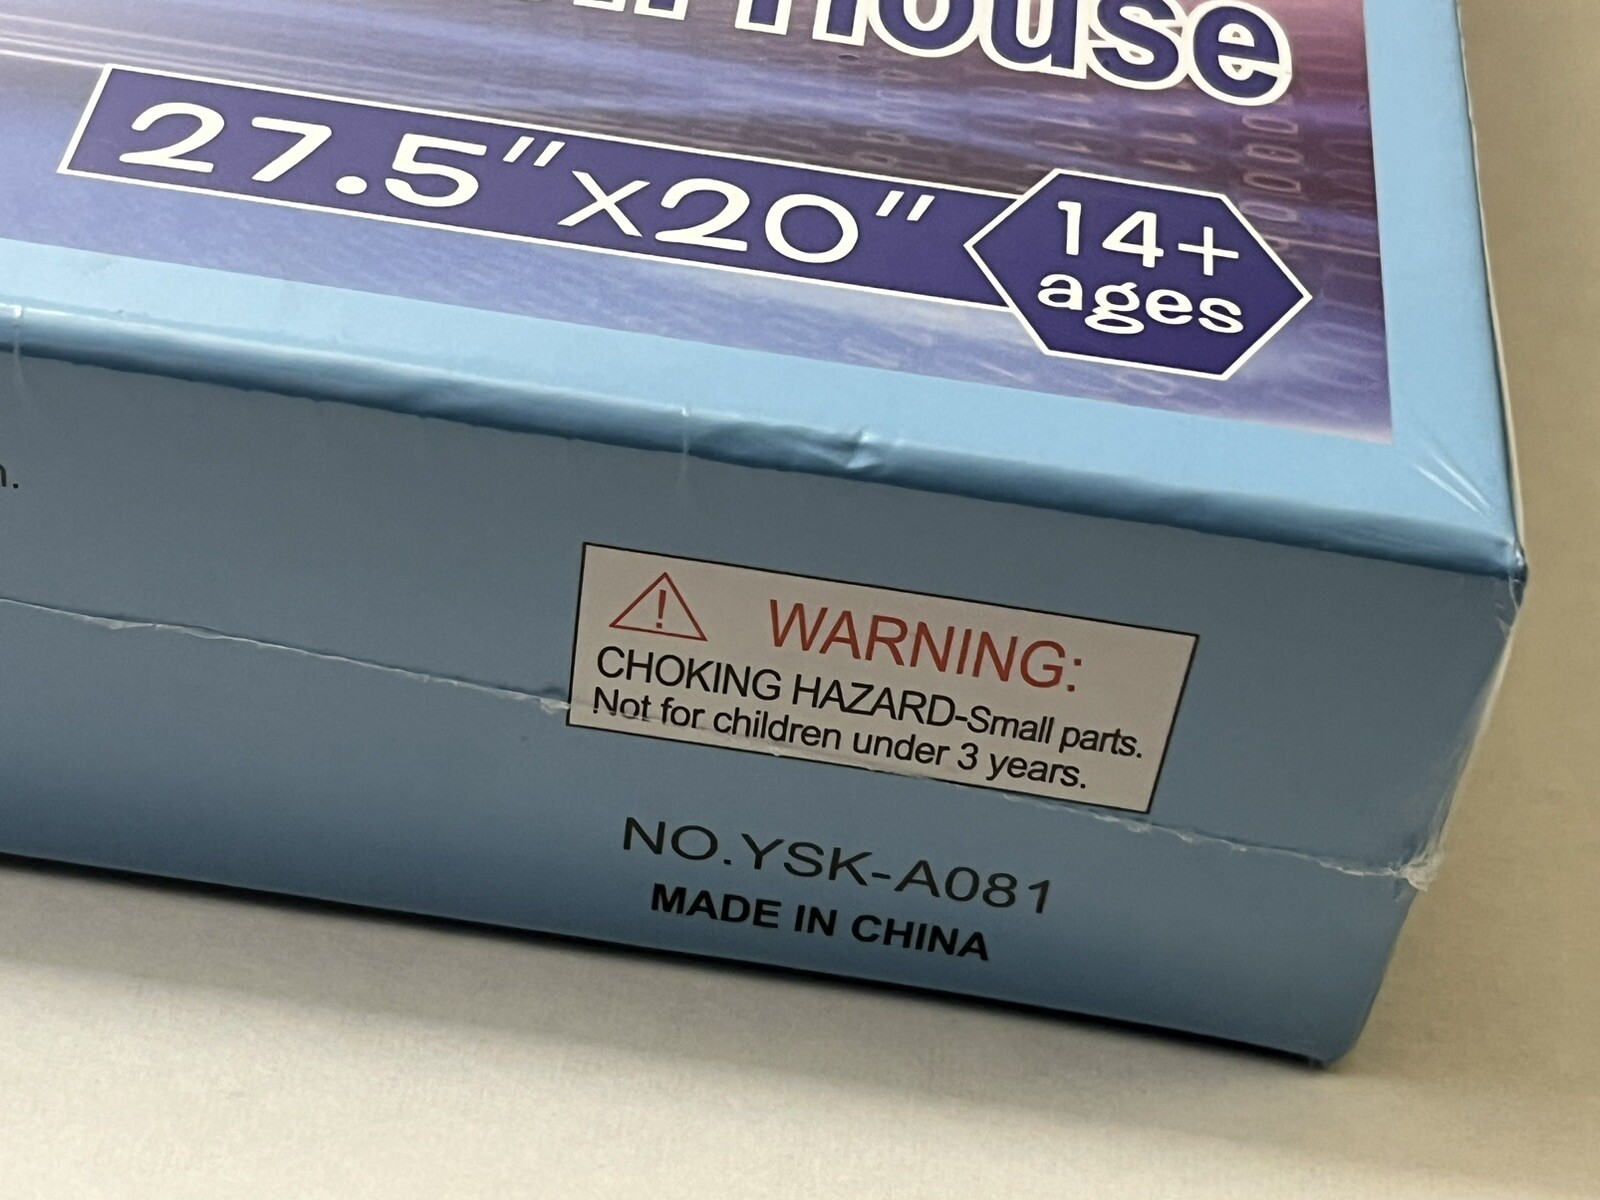 House
27.5"x20"
14+
ages
WARNING:
CHOKING HAZARD-Small parts.
Not for children under 3 years.
NO.YSK-A081
MADE IN CHINA